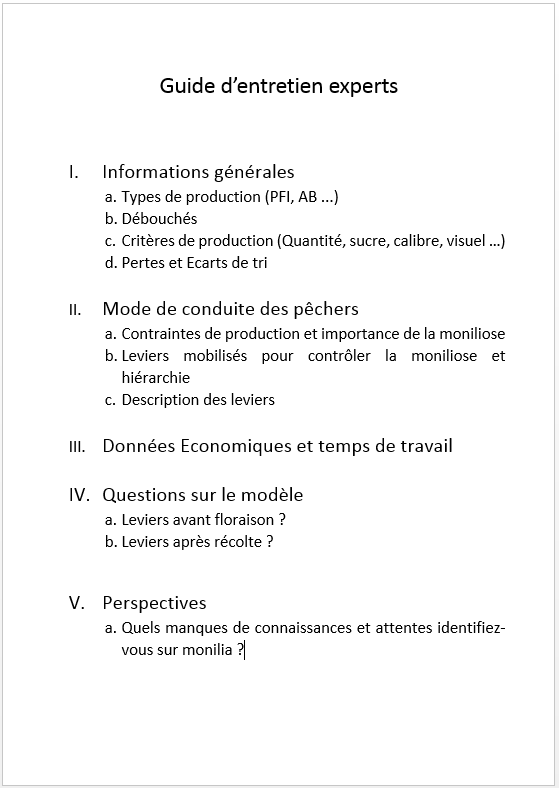 Guide d’entretien experts
I. Informations générales
a. Types de production (PFI, AB ...)
b. Débouchés
c. Critères de production (Quantité, sucre, calibre, visuel ...)
d. Pertes et Ecarts de tri
II. Mode de conduite des pêchers
a. Contraintes de production et importance de la moniliose
b. Leviers mobilisés pour contrôler la moniliose et
hiérarchie
c. Description des leviers
III. Données Economiques et temps de travail
IV. Questions sur le modèle
a. Leviers avant floraison ?
b. Leviers après récolte ?
V. Perspectives
a. Quels manques de connaissances et attentes identifiez-
vous sur monilia ?